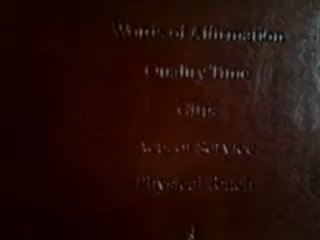 Words of Affirmation
Quality Time
Gifts
Acts of Service
Physical Touch